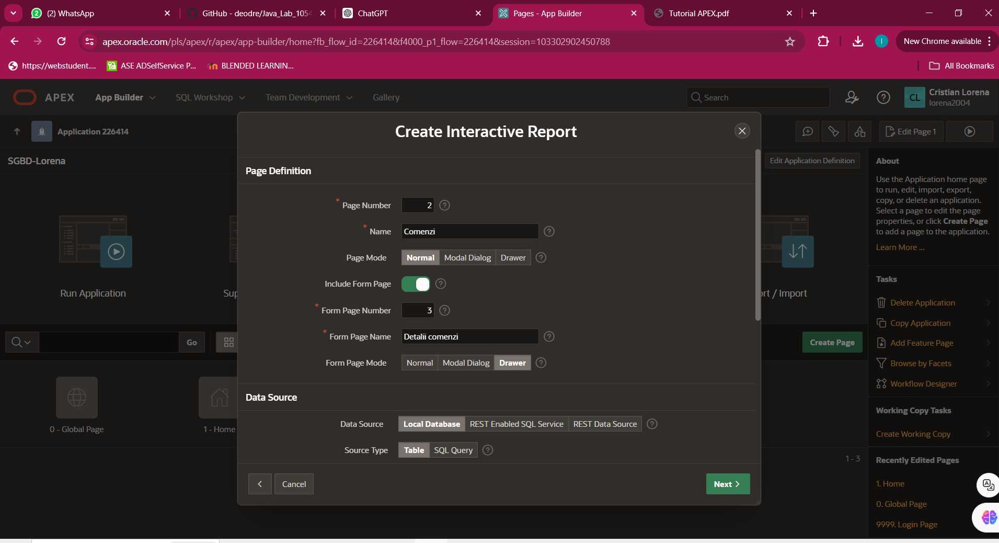 (2) WhatsApp
GitHub - deodre/Java_Lab_1054
ChatGPT
Pages - App Builder
Tutorial APEX.pdf
apex.oracle.com/pls/apex/r/apex/app-builder/home?fb_flow_id=226414&f4000_p1_flow=226414&session=103302902450788
I
New Chrome available
https://webstudent....
ASE ADSelfService P...
BLENDED LEARNIN...
All Bookmarks
APEX
App Builder
SQL Workshop
Team Development
Gallery
Search
CL
Cristian Lorena
lorena2004
Application 226414
Edit Page 1
SGBD-Lorena
Edit Application Definition
Run Application
Sup
rt / Import
Go
Create Page
0 - Global Page
1 - Home
1 - 3
Create Interactive Report
Page Definition
* Page Number 2
* Name Comenzi
Page Mode Normal Modal Dialog Drawer
Include Form Page
* Form Page Number 3
* Form Page Name Detalii comenzi
Form Page Mode Normal Modal Dialog Drawer
Data Source
Data Source Local Database REST Enabled SQL Service REST Data Source
Source Type Table SQL Query
Cancel
Next
About
Use the Application home page
to run, edit, import, export,
copy, or delete an application.
Select a page to edit the page
properties, or click Create Page
to add a page to the application.
Learn More ...
Tasks
Delete Application
Copy Application
Add Feature Page
Browse by Facets
Workflow Designer
Working Copy Tasks
Create Working Copy
Recently Edited Pages
1. Home
0. Global Page
9999. Login Page